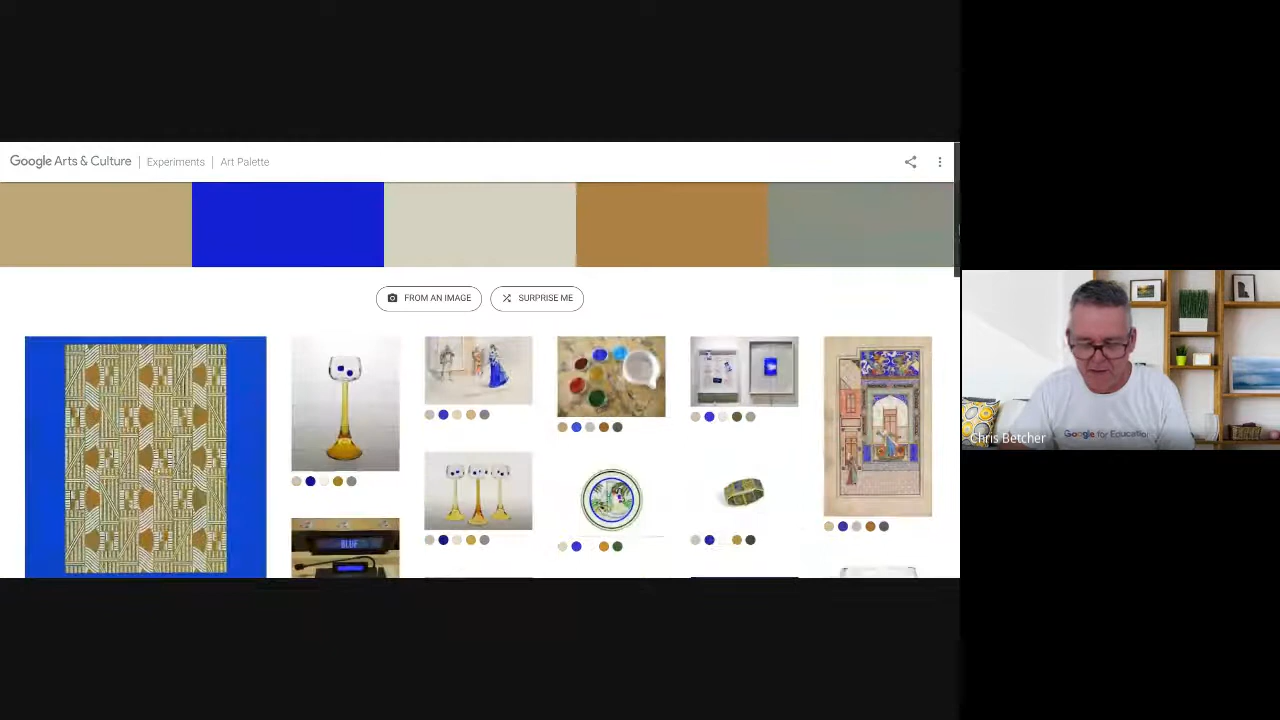 Google Arts & Culture | Experiments | Art Palette
FROM AN IMAGE
SURPRISE ME
BLUE
Chris Betcher
Google for Education